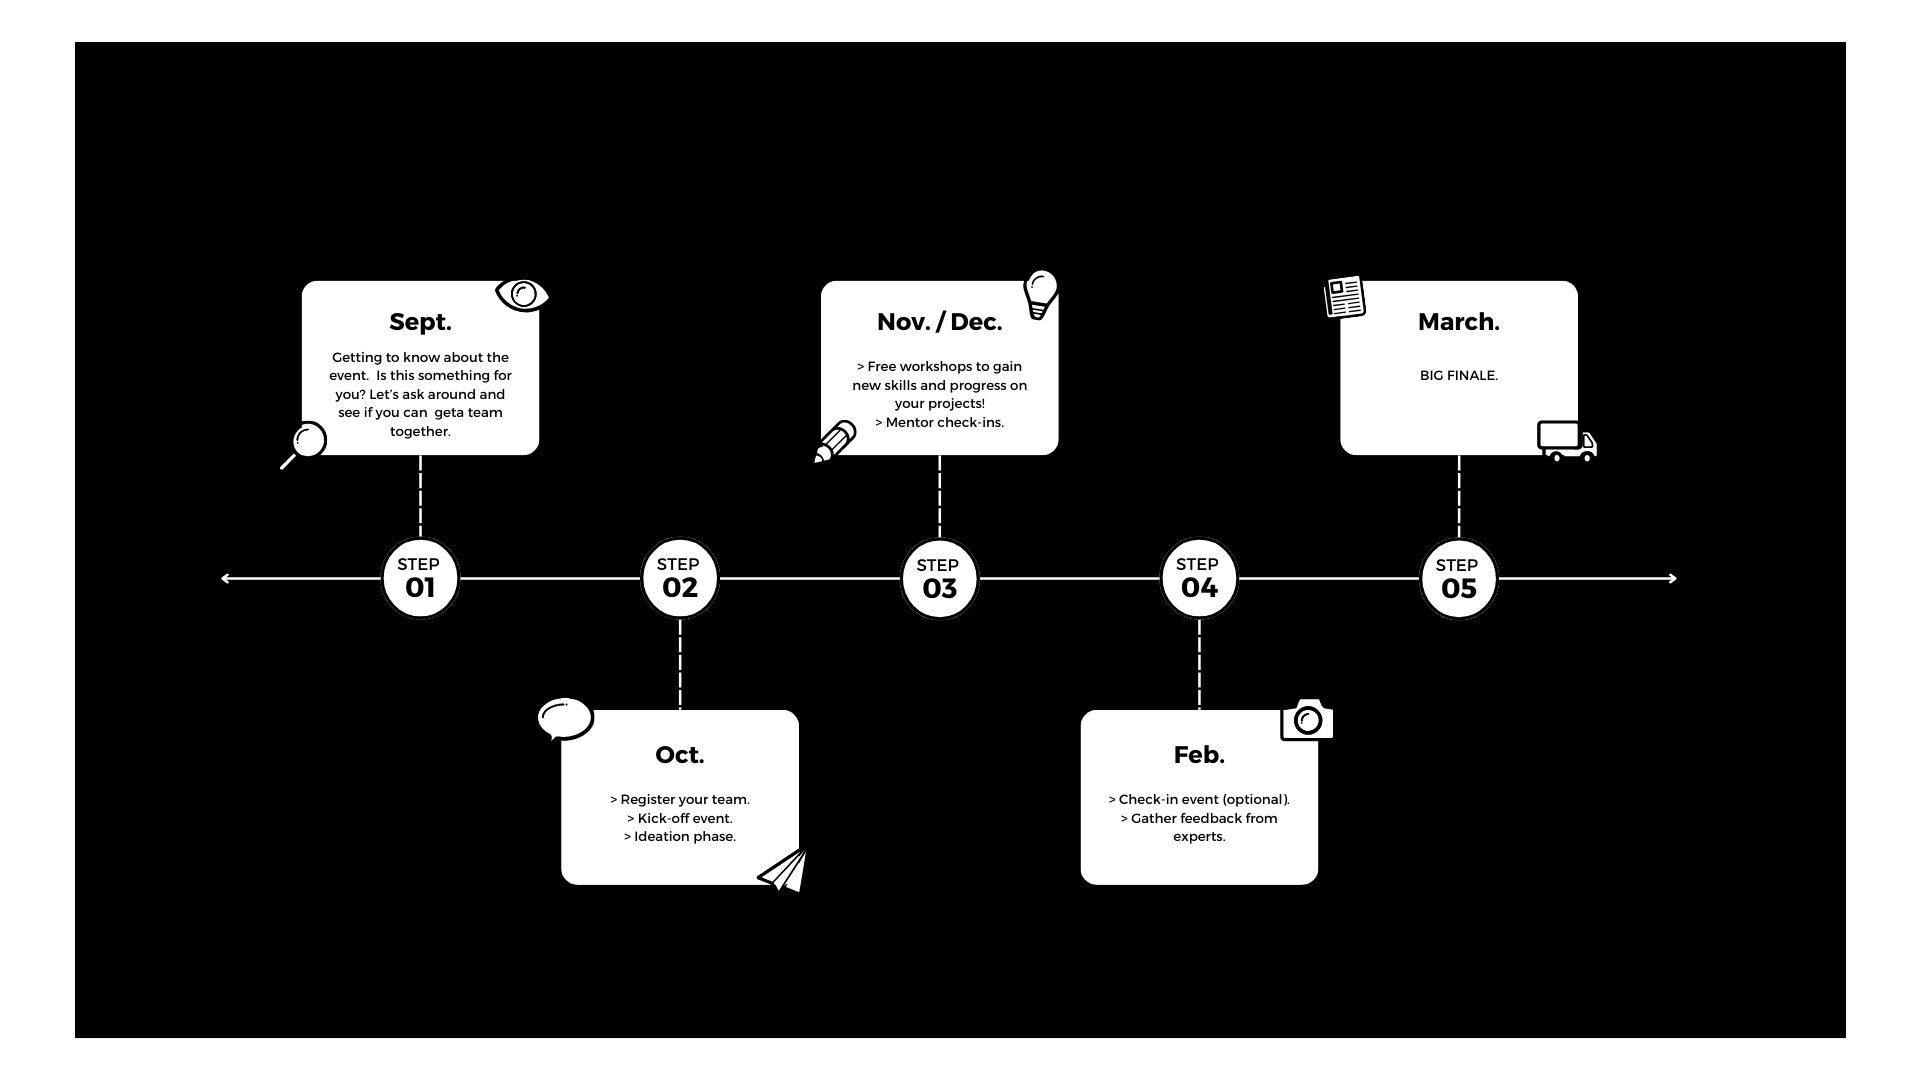 Sept.
Getting to know about the
event.  Is this something for
you? Let's ask around and
see if you can  geta team
together.
Nov. / Dec.
> Free workshops to gain
new skills and progress on
your projects!
> Mentor check-ins.
March.
BIG FINALE.
STEP
01
STEP
02
STEP
03
STEP
04
STEP
05
Oct.
> Register your team.
> Kick-off event.
> Ideation phase.
Feb.
> Check-in event (optional).
> Gather feedback from
experts.